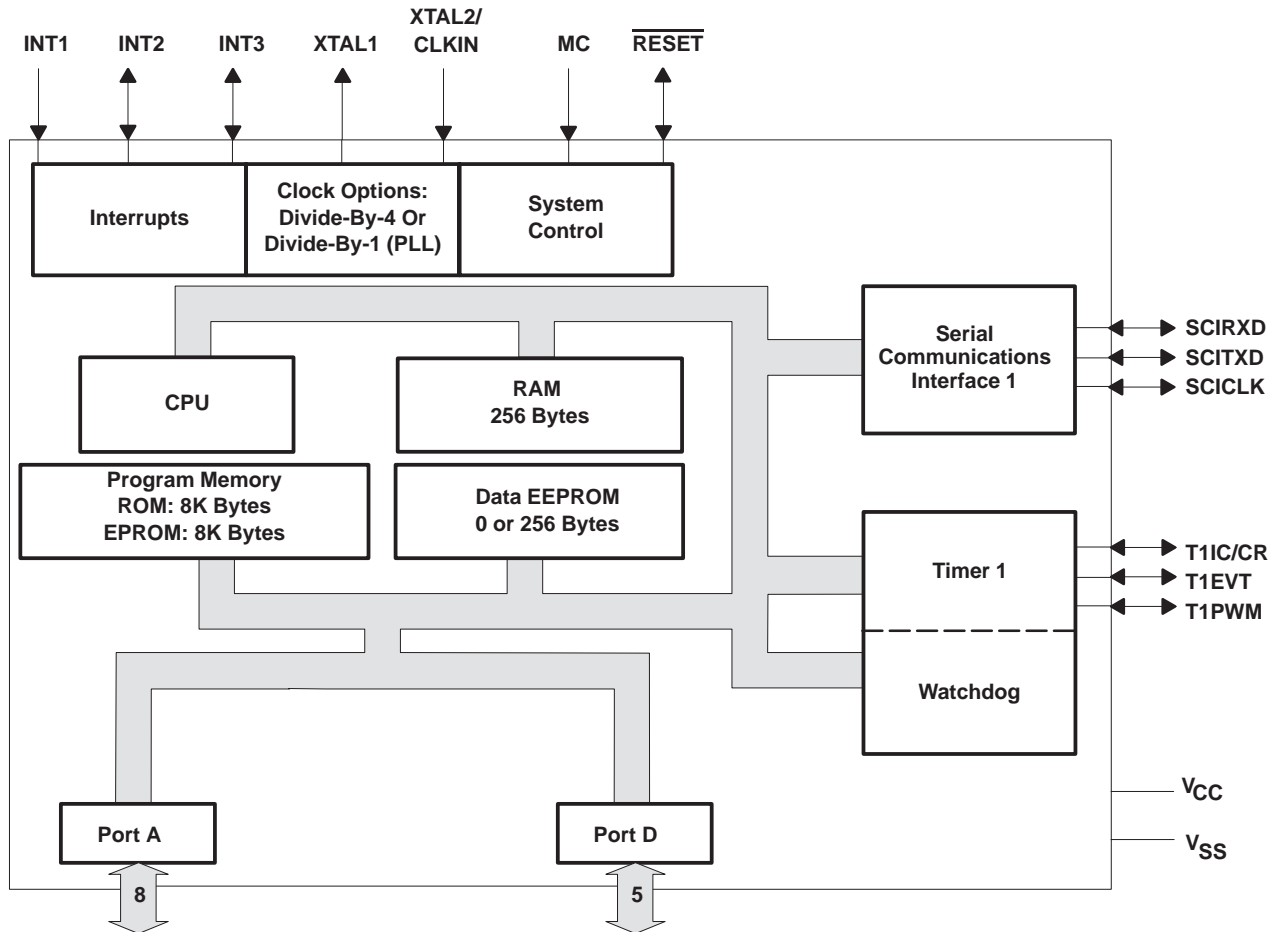 INT1
INT2
INT3
XTAL1
XTAL2/
CLKIN
MC
RESET
Interrupts
Clock Options:
Divide-By-4 Or
Divide-By-1 (PLL)
System
Control
CPU
RAM
256 Bytes
Serial
Communications
Interface 1
SCIRXD
SCITXD
SCICLK
Program Memory
ROM: 8K Bytes
EPROM: 8K Bytes
Data EEPROM
0 or 256 Bytes
Timer 1
T1IC/CR
T1EVT
T1PWM
Watchdog
VCC
VSS
Port A
Port D
8
5